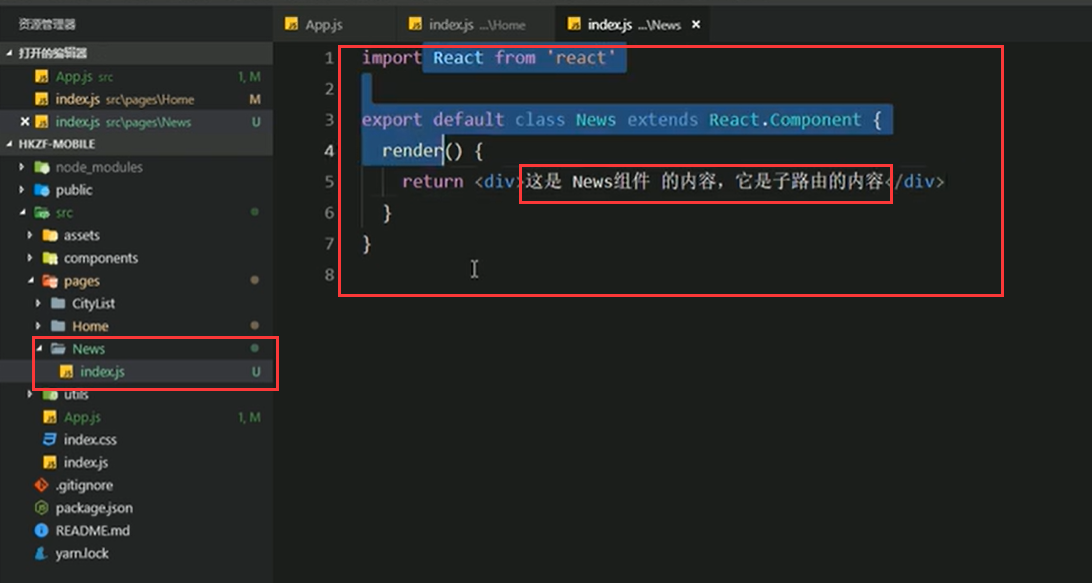 资源管理器
打开的编辑器
App.js src 1, M
index.js src\pages\Home M
index.js src\pages\News U
HKZF-MOBILE
node_modules
public
src
assets
components
pages
CityList
Home
News
index.js U
utils
App.js 1, M
index.css
index.js
.gitignore
package.json
README.md
yarn.lock
App.js
index.js ...\Home
index.js ...\News
1 import React from 'react'
2
3 export default class News extends React.Component {
4 render() {
5 return <div>这是 News组件 的内容，它是子路由的内容</div>
6 }
7 }
8